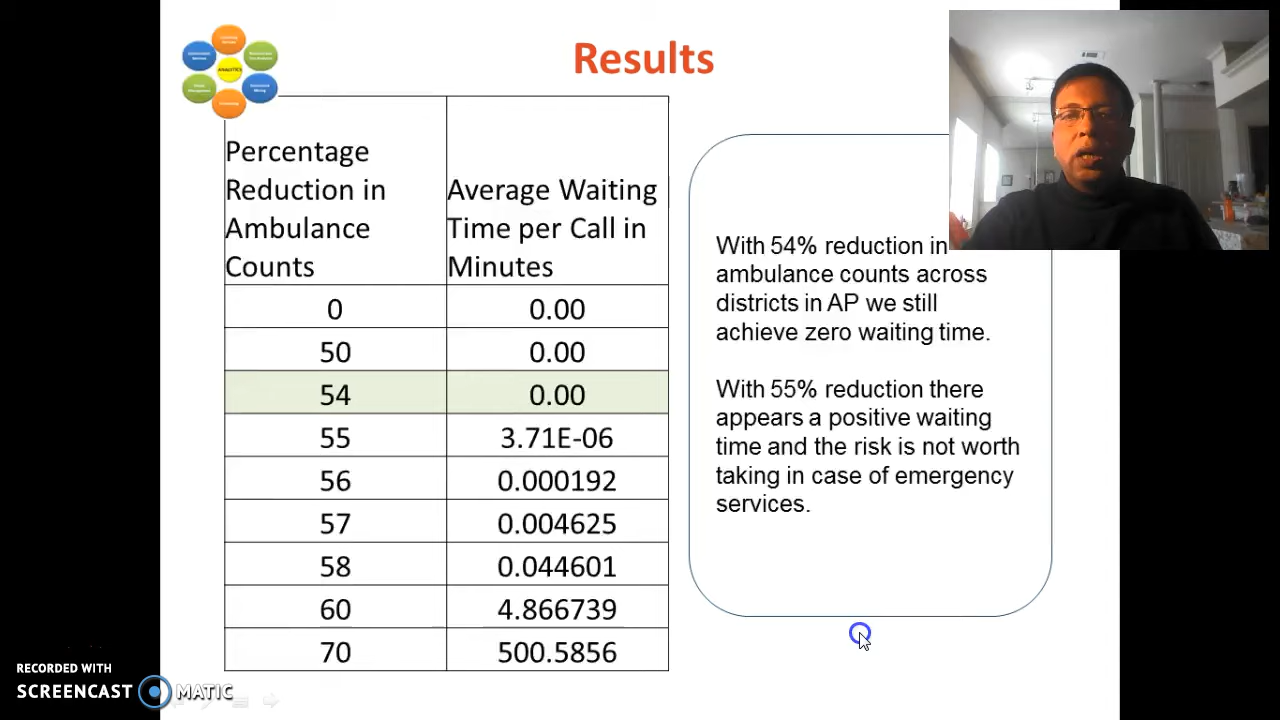 Results
ANALYTICS
Percentage
Reduction in
Ambulance
Counts
Average Waiting
Time per Call in
Minutes
0 0.00
50 0.00
54 0.00
55 3.71E-06
56 0.000192
57 0.004625
58 0.044601
60 4.866739
70 500.5856
With 54% reduction in
ambulance counts across
districts in AP we still
achieve zero waiting time.
With 55% reduction there
appears a positive waiting
time and the risk is not worth
taking in case of emergency
services.
RECORDED WITH
SCREENCAST MATIC